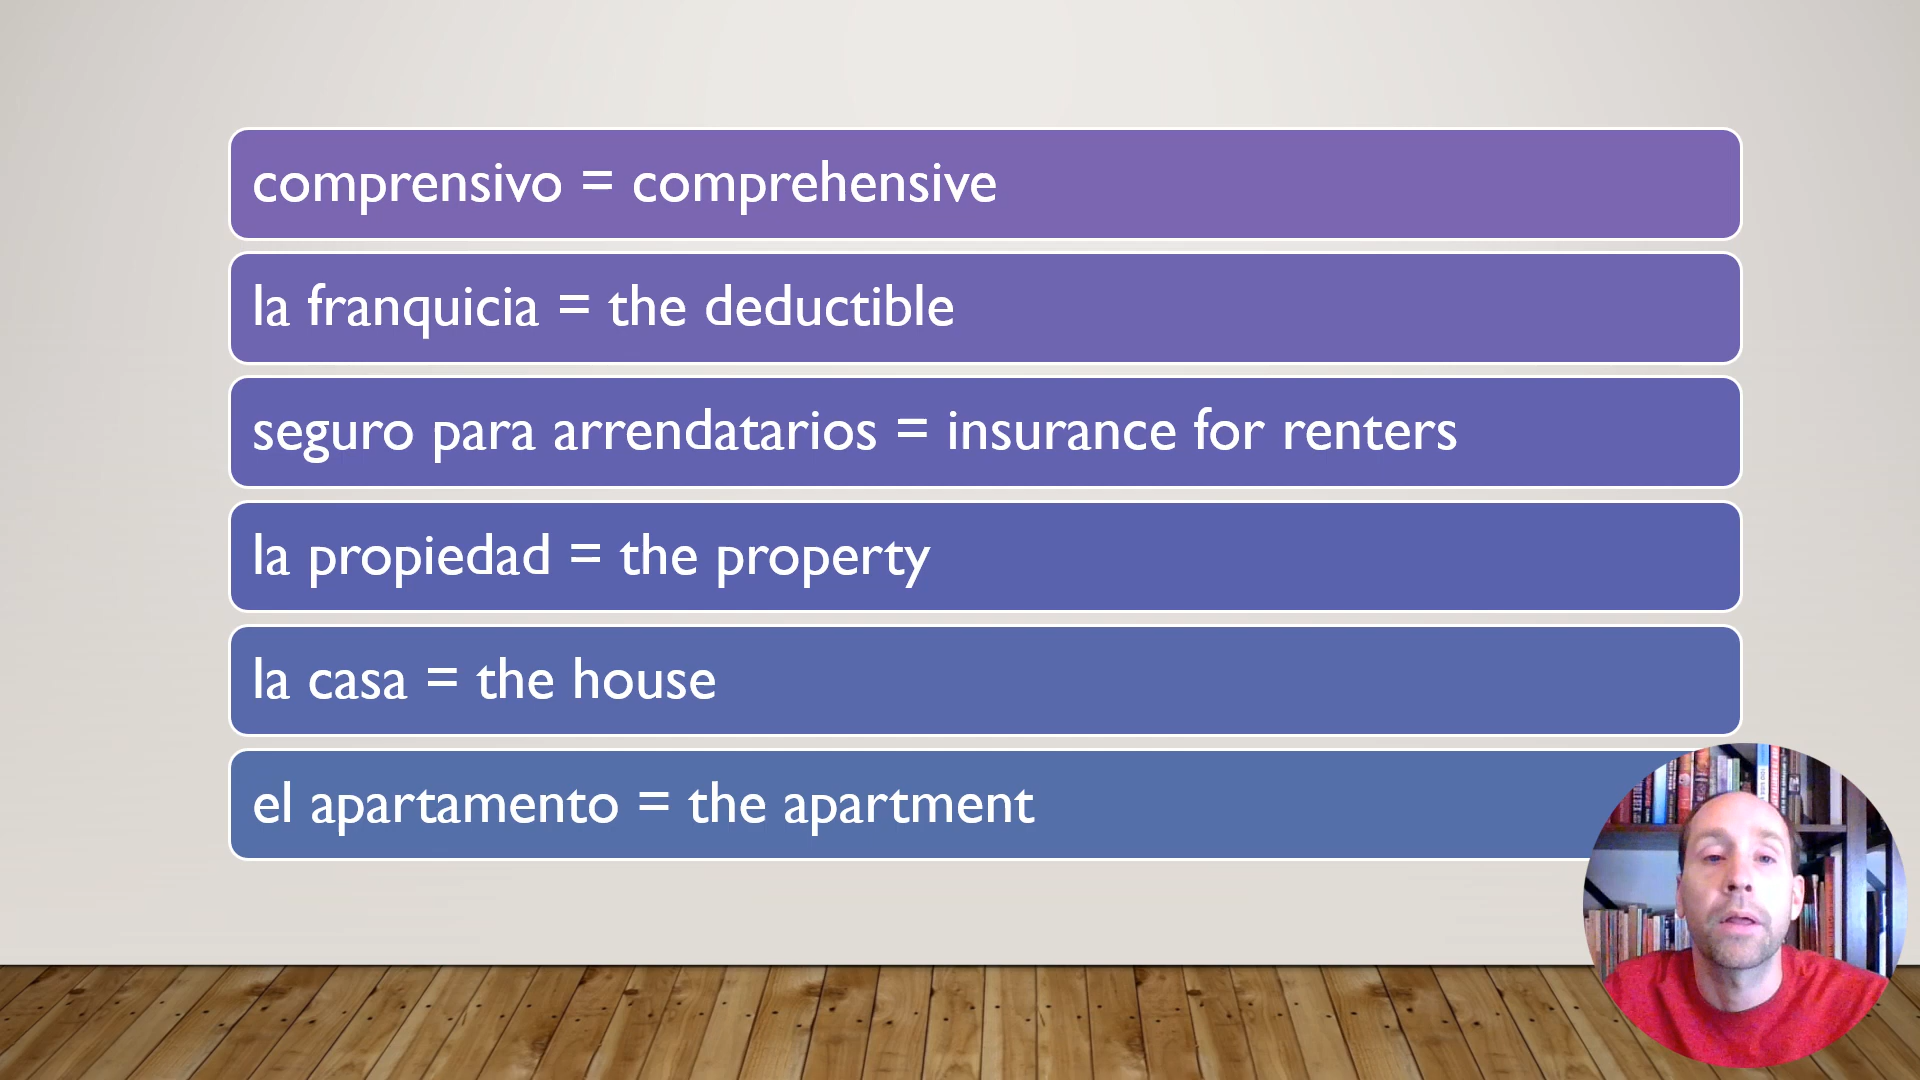 comprensivo = comprehensive
la franquicia = the deductible
seguro para arrendatarios = insurance for renters
la propiedad = the property
la casa = the house
el apartamento = the apartment